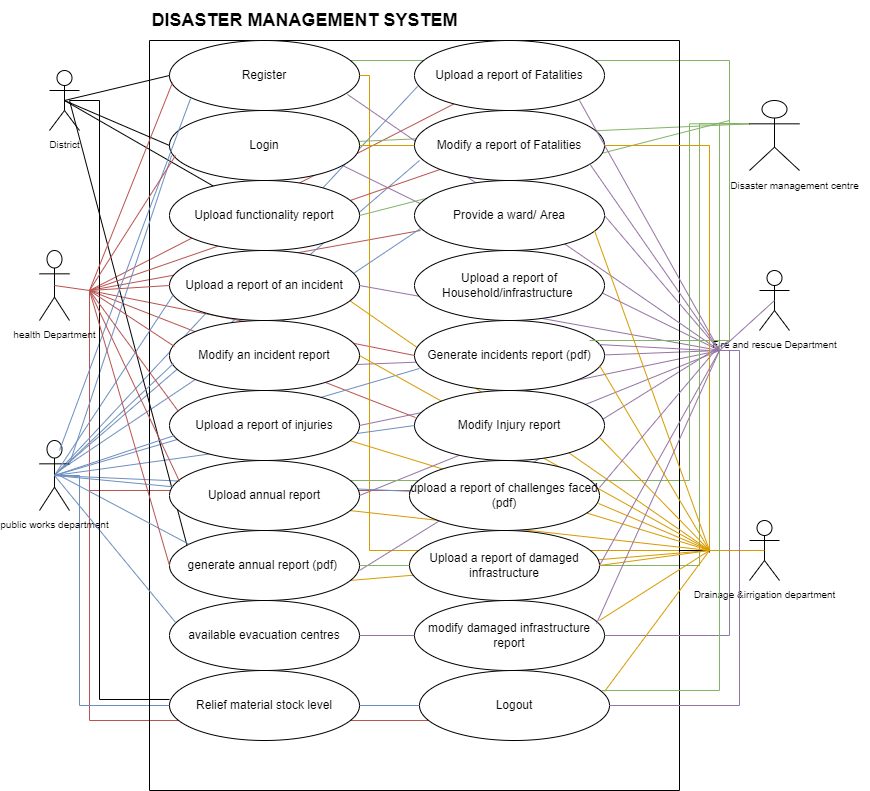 DISASTER MANAGEMENT SYSTEM
Register
Upload a report of Fatalities
Login
Modify a report of Fatalities
District
Disaster management centre
Upload functionality report
Provide a ward/ Area
Upload a report of an incident
Upload a report of
Household/infrastructure
health Department
Fire and rescue Department
Modify an incident report
Generate incidents report (pdf)
Upload a report of injuries
Modify Injury report
Upload annual report
upload a report of challenges faced
(pdf)
public works department
generate annual report (pdf)
Upload a report of damaged
infrastructure
Drainage &irrigation department
available evacuation centres
modify damaged infrastructure
report
Relief material stock level
Logout